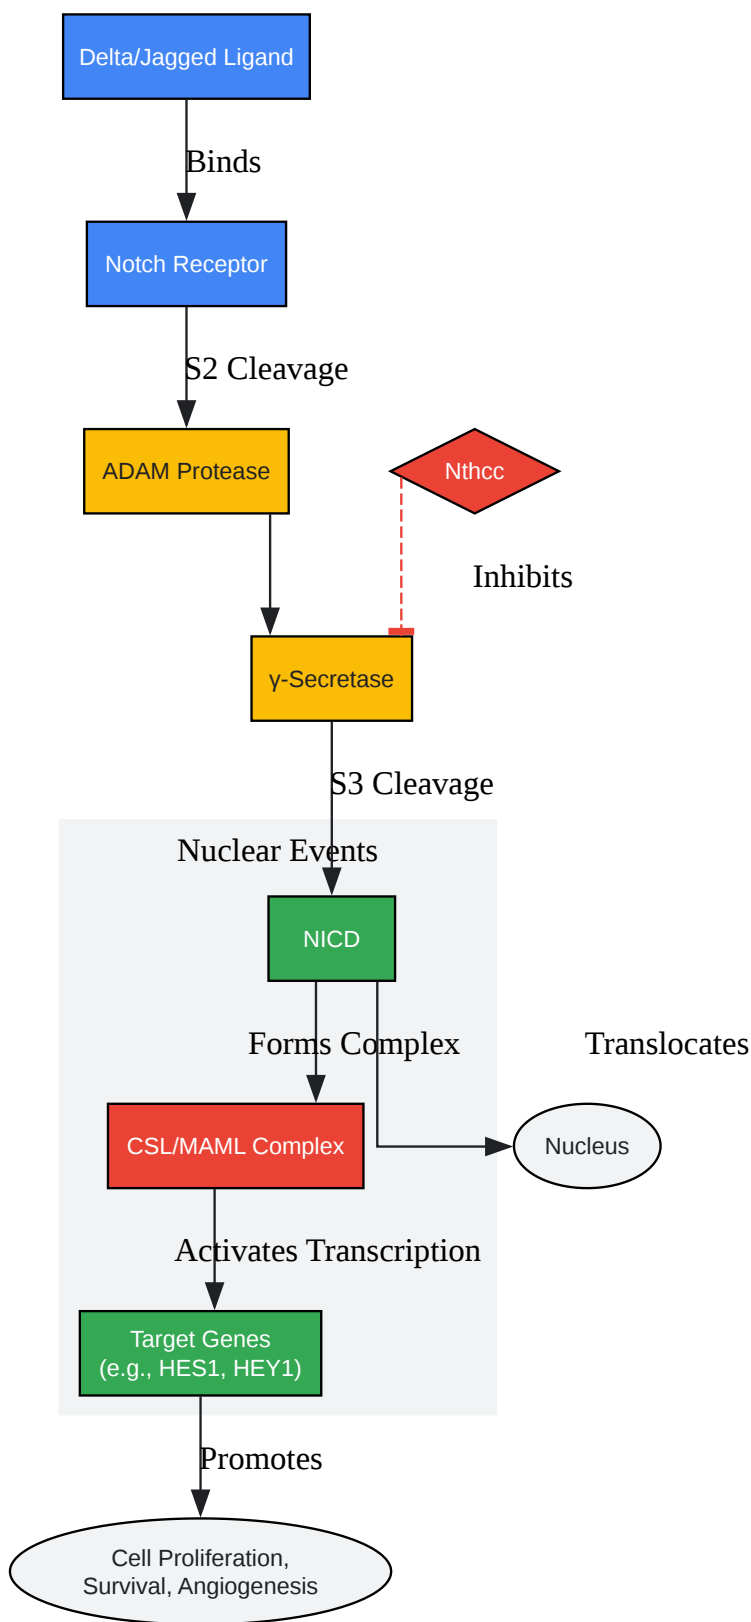 Delta/Jagged Ligand
Binds
Notch Receptor
S2 Cleavage
ADAM Protease
Nthcc
Inhibits
γ-Secretase
S3 Cleavage
Nuclear Events
NICD
Forms Complex
Translocates
CSL/MAML Complex
Nucleus
Activates Transcription
Target Genes
(e.g., HES1, HEY1)
Promotes
Cell Proliferation,
Survival, Angiogenesis